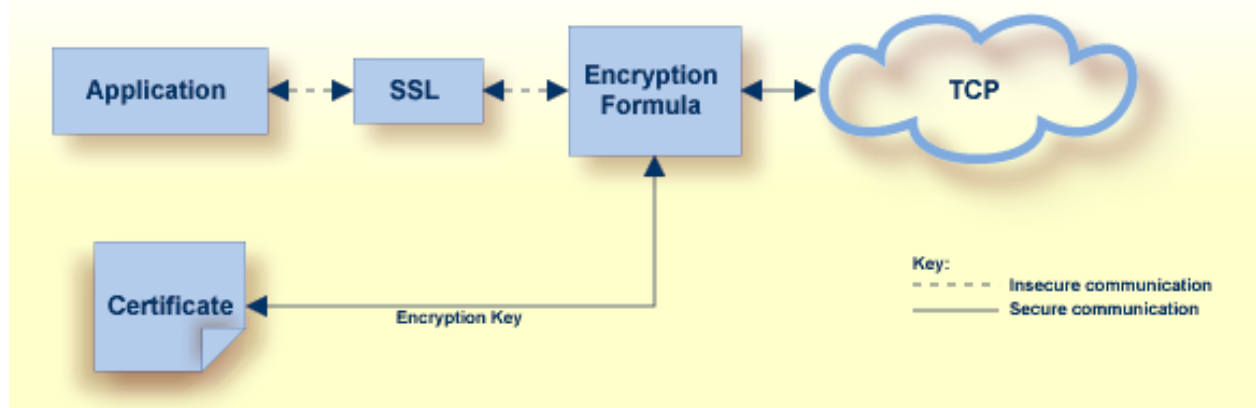 Application
SSL
Encryption
Formula
TCP
Certificate
Encryption Key
Key:
Insecure communication
Secure communication